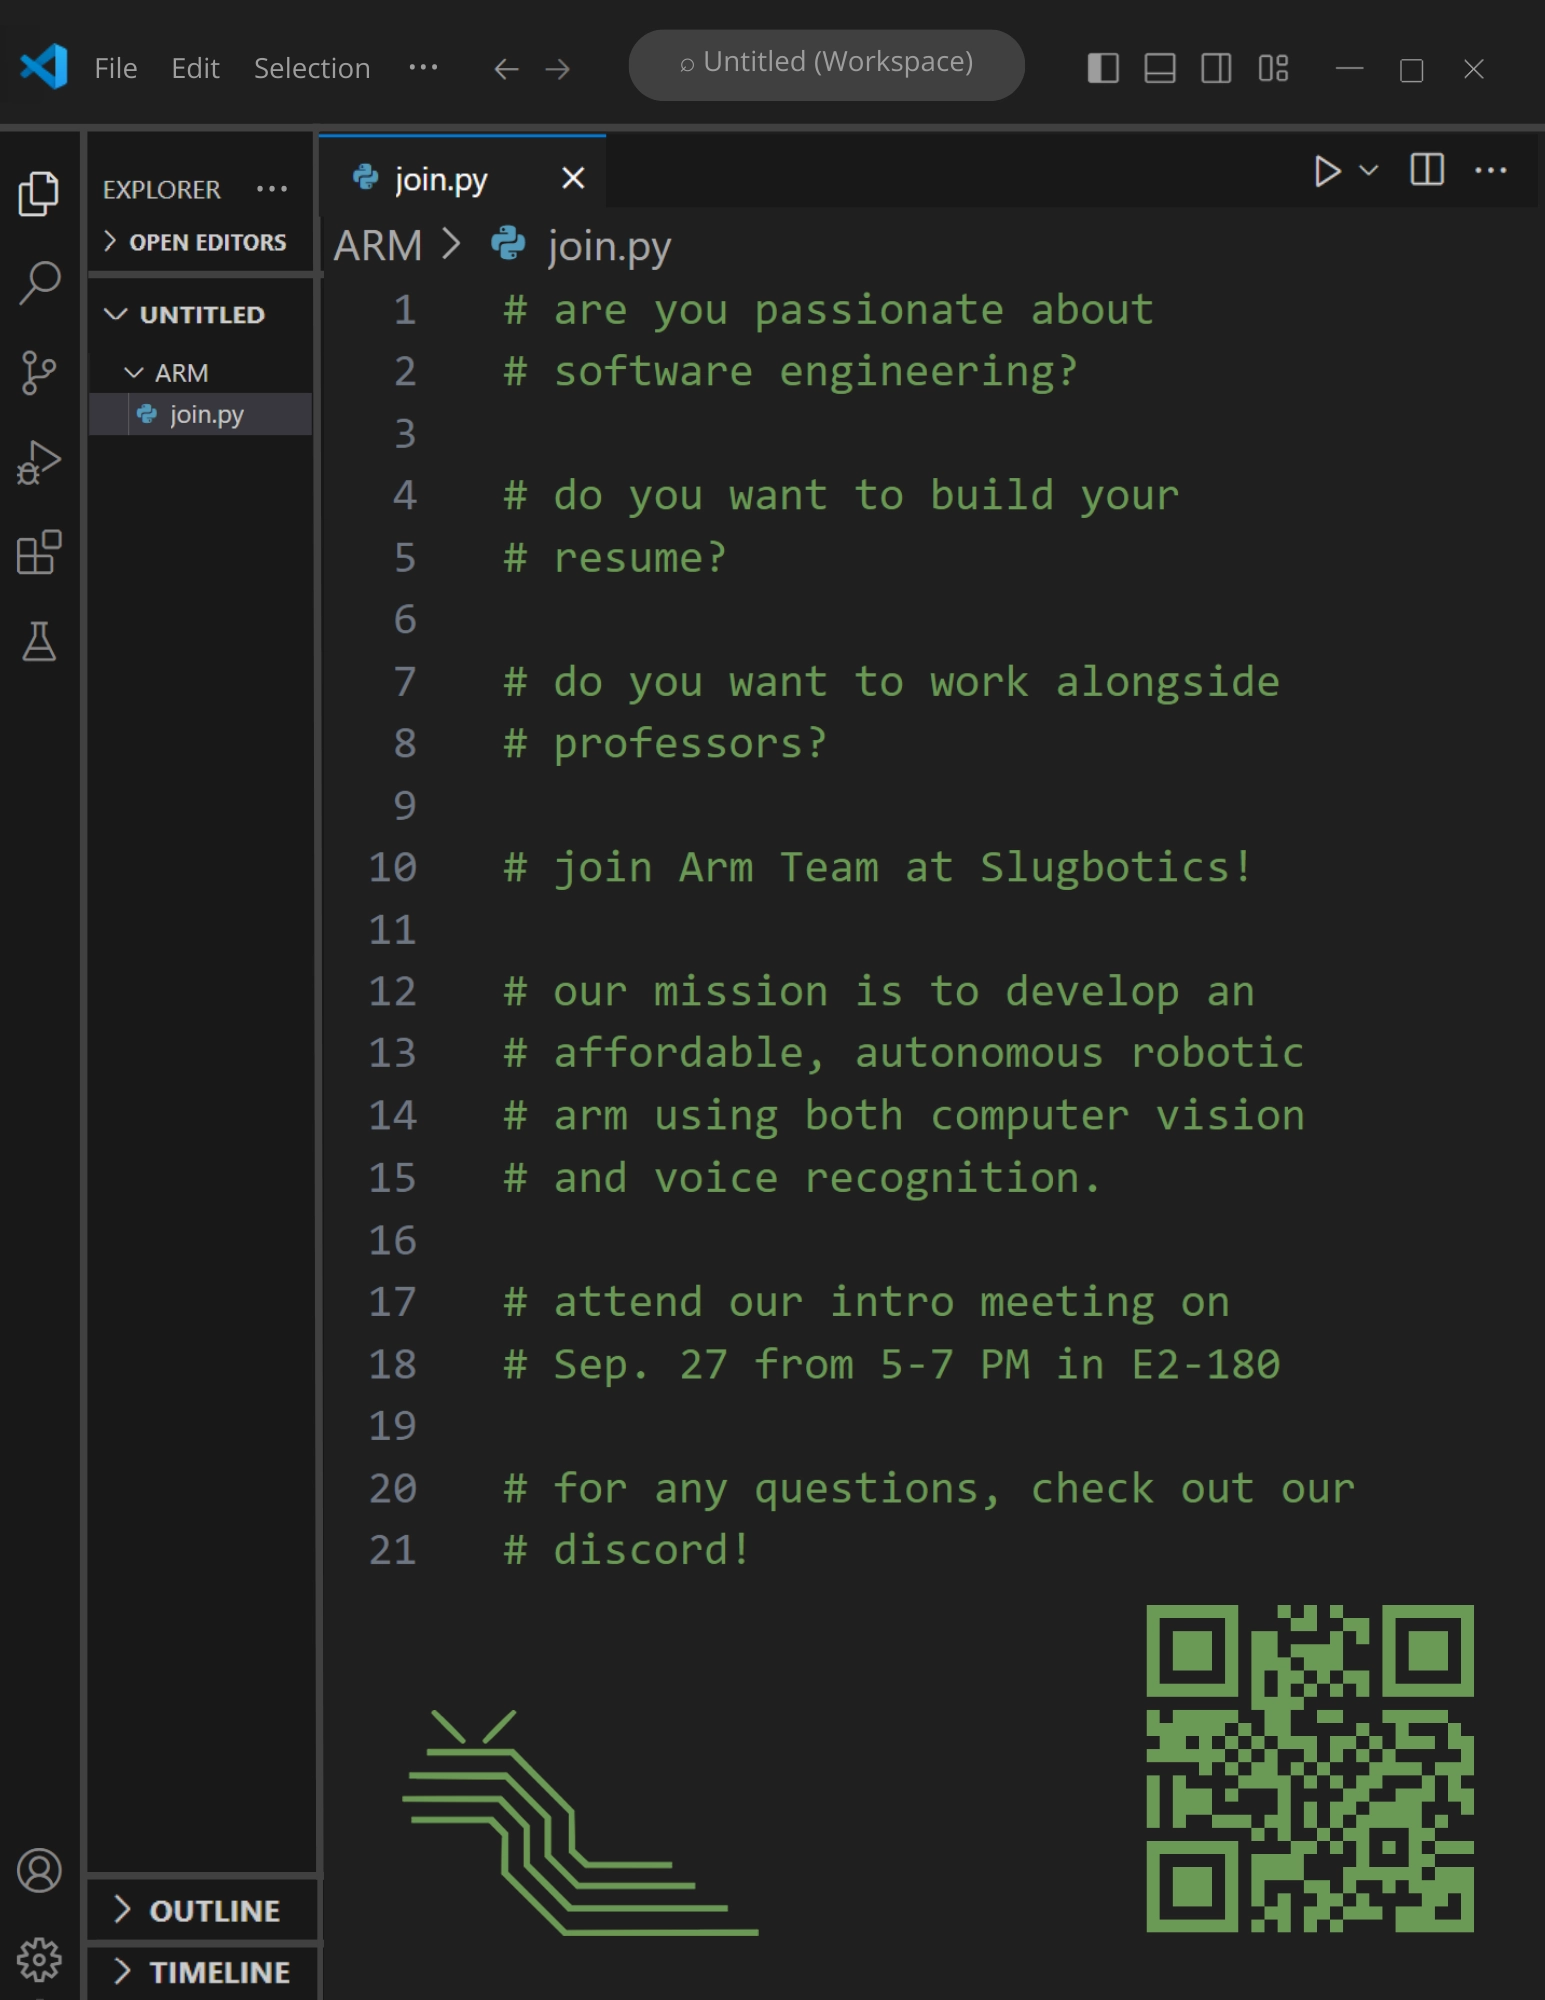 File Edit Selection ··· Untitled (Workspace)
EXPLORER ···
OPEN EDITORS
UNTITLED
ARM
join.py
OUTLINE
TIMELINE
join.py
ARM > join.py
1 # are you passionate about
2 # software engineering?
3
4 # do you want to build your
5 # resume?
6
7 # do you want to work alongside
8 # professors?
9
10 # join Arm Team at Slugbotics!
11
12 # our mission is to develop an
13 # affordable, autonomous robotic
14 # arm using both computer vision
15 # and voice recognition.
16
17 # attend our intro meeting on
18 # Sep. 27 from 5-7 PM in E2-180
19
20 # for any questions, check out our
21 # discord!